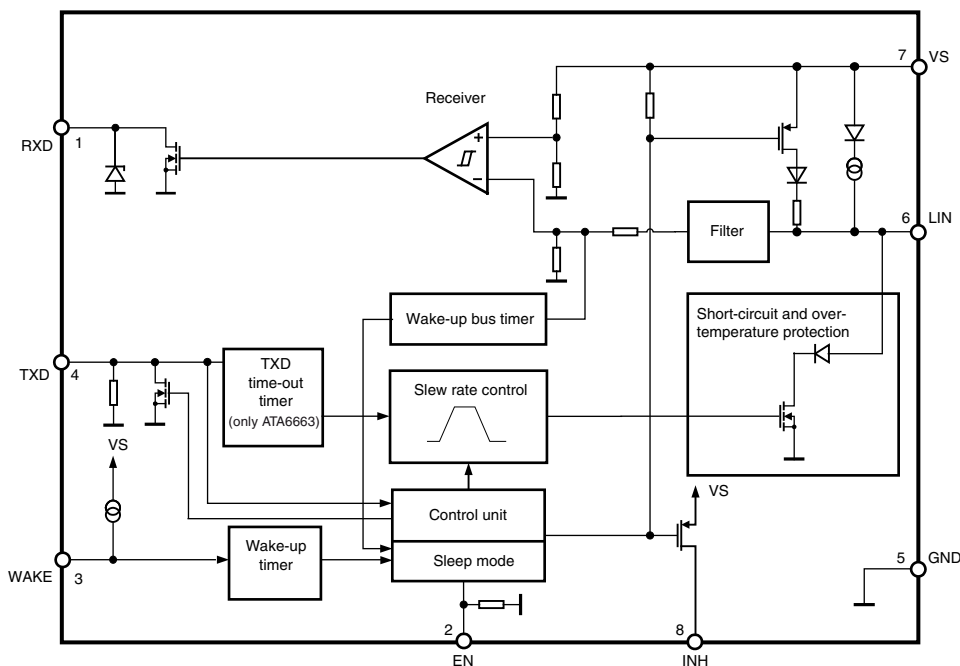 7
VS
Receiver
RXD
1
+
−
6
LIN
Filter
Wake-up bus timer
Short-circuit and over-
temperature protection
TXD
4
TXD
time-out
timer
(only ATA6663)
Slew rate control
VS
VS
Control unit
Sleep mode
WAKE
3
Wake-up
timer
5
GND
2
EN
8
INH